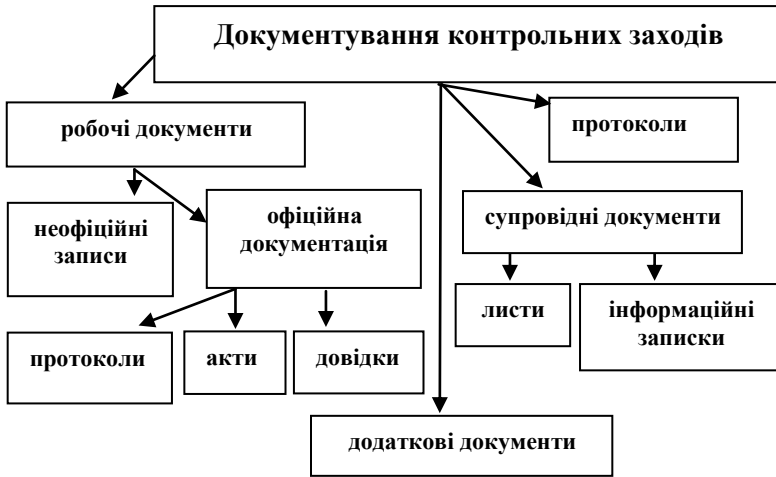 Документування контрольних заходів
робочі документи
протоколи
неофіційні
записи
офіційна
документація
супровідні документи
листи
інформаційні
записки
протоколи
акти
довідки
додаткові документи